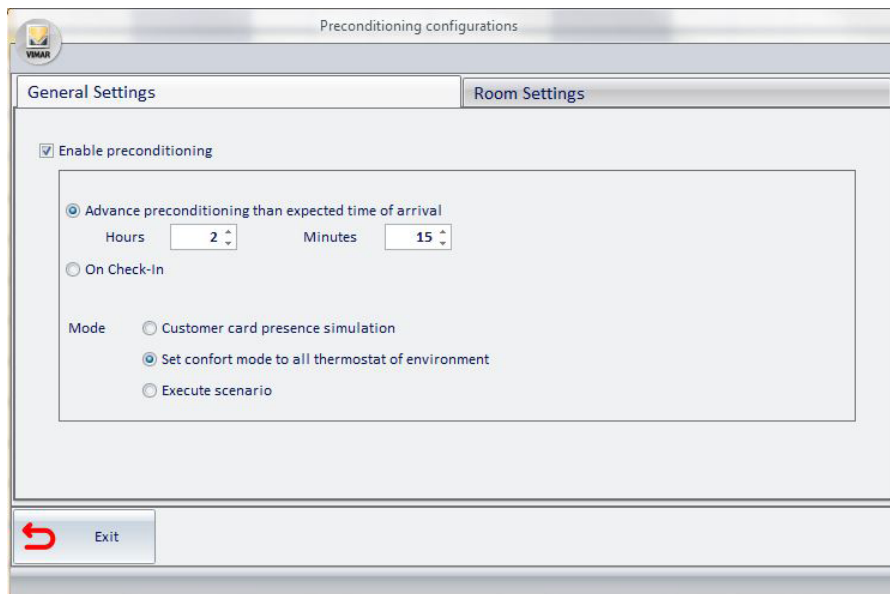 Preconditioning configurations
VIMAR
General Settings
Room Settings
Enable preconditioning
Advance preconditioning than expected time of arrival
Hours 2 Minutes 15
On Check-In
Mode Customer card presence simulation
Set confort mode to all thermostat of environment
Execute scenario
Exit